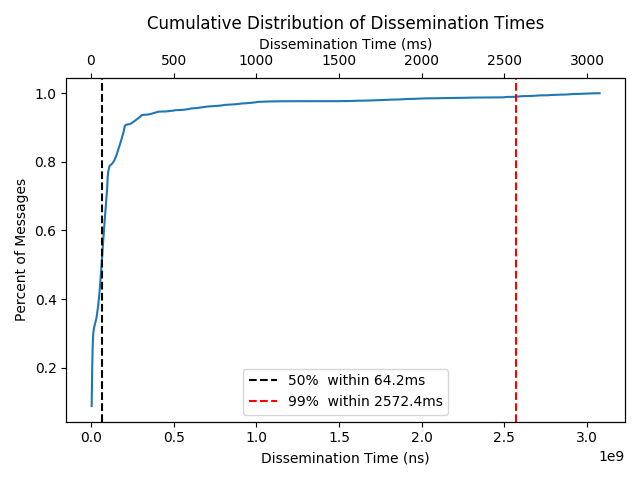 Cumulative Distribution of Dissemination Times
Dissemination Time (ms)
0 500 1000 1500 2000 2500 3000
Percent of Messages
1.0
0.8
0.6
0.4
0.2
50%  within 64.2ms
99%  within 2572.4ms
0.0 0.5 1.0 1.5 2.0 2.5 3.0
1e9
Dissemination Time (ns)